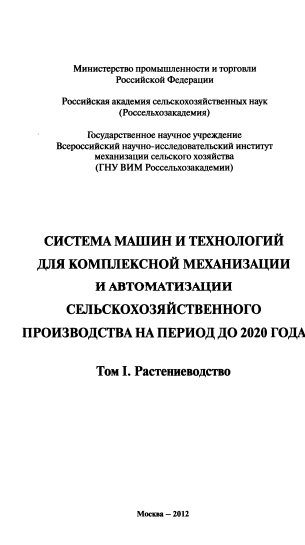 Министерство промышленности и торговли
Российской Федерации
Российская академия сельскохозяйственных наук
(Россельхозакадемия)
Государственное научное учреждение
Всероссийский научно-исследовательский институт
механизации сельского хозяйства
(ГНУ ВИМ Россельхозакадемии)
СИСТЕМА МАШИН И ТЕХНОЛОГИЙ
ДЛЯ КОМПЛЕКСНОЙ МЕХАНИЗАЦИИ
И АВТОМАТИЗАЦИИ
СЕЛЬСКОХОЗЯЙСТВЕННОГО
ПРОИЗВОДСТВА НА ПЕРИОД ДО 2020 ГОДА
Том I. Растениеводство
Москва – 2012